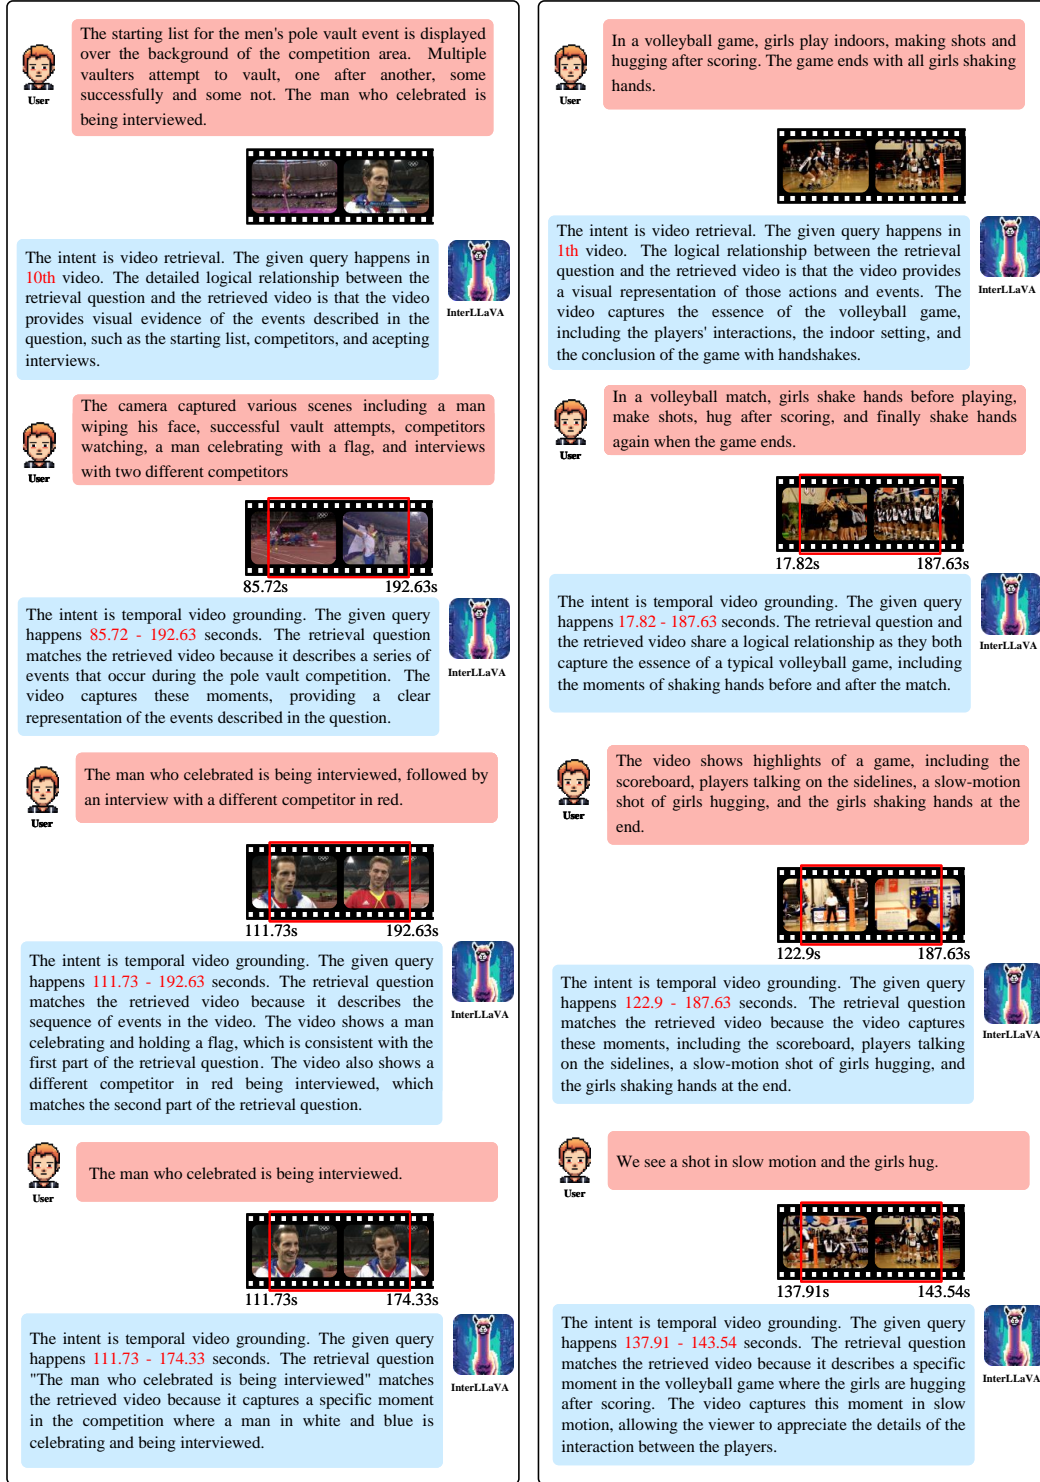 The starting list for the men's pole vault event is displayed
over the background of the competition area. Multiple
vaulters attempt to vault, one after another, some
successfully and some not. The man who celebrated is
being interviewed.
User
The intent is video retrieval. The given query happens in
10th video. The detailed logical relationship between the
retrieval question and the retrieved video is that the video
provides visual evidence of the events described in the
question, such as the starting list, competitors, and acepting
interviews.
InterLLaVA
The camera captured various scenes including a man
wiping his face, successful vault attempts, competitors
watching, a man celebrating with a flag, and interviews
with two different competitors
User
85.72s 192.63s
The intent is temporal video grounding. The given query
happens 85.72 - 192.63 seconds. The retrieval question
matches the retrieved video because it describes a series of
events that occur during the pole vault competition. The
video captures these moments, providing a clear
representation of the events described in the question.
InterLLaVA
The man who celebrated is being interviewed, followed by
an interview with a different competitor in red.
User
111.73s 192.63s
The intent is temporal video grounding. The given query
happens 111.73 - 192.63 seconds. The retrieval question
matches the retrieved video because it describes the
sequence of events in the video. The video shows a man
celebrating and holding a flag, which is consistent with the
first part of the retrieval question. The video also shows a
different competitor in red being interviewed, which
matches the second part of the retrieval question.
InterLLaVA
The man who celebrated is being interviewed.
User
111.73s 174.33s
The intent is temporal video grounding. The given query
happens 111.73 - 174.33 seconds. The retrieval question
"The man who celebrated is being interviewed" matches
the retrieved video because it captures a specific moment
in the competition where a man in white and blue is
celebrating and being interviewed.
InterLLaVA
In a volleyball game, girls play indoors, making shots and
hugging after scoring. The game ends with all girls shaking
hands.
User
The intent is video retrieval. The given query happens in
1th video. The logical relationship between the retrieval
question and the retrieved video is that the video provides
a visual representation of those actions and events. The
video captures the essence of the volleyball game,
including the players' interactions, the indoor setting, and
the conclusion of the game with handshakes.
InterLLaVA
In a volleyball match, girls shake hands before playing,
make shots, hug after scoring, and finally shake hands
again when the game ends.
User
17.82s 187.63s
The intent is temporal video grounding. The given query
happens 17.82 - 187.63 seconds. The retrieval question and
the retrieved video share a logical relationship as they both
capture the essence of a typical volleyball game, including
the moments of shaking hands before and after the match.
InterLLaVA
The video shows highlights of a game, including the
scoreboard, players talking on the sidelines, a slow-motion
shot of girls hugging, and the girls shaking hands at the
end.
User
122.9s 187.63s
The intent is temporal video grounding. The given query
happens 122.9 - 187.63 seconds. The retrieval question
matches the retrieved video because the video captures
these moments, including the scoreboard, players talking
on the sidelines, a slow-motion shot of girls hugging, and
the girls shaking hands at the end.
InterLLaVA
We see a shot in slow motion and the girls hug.
User
137.91s 143.54s
The intent is temporal video grounding. The given query
happens 137.91 - 143.54 seconds. The retrieval question
matches the retrieved video because it describes a specific
moment in the volleyball game where the girls are hugging
after scoring. The video captures this moment in slow
motion, allowing the viewer to appreciate the details of the
interaction between the players.
InterLLaVA